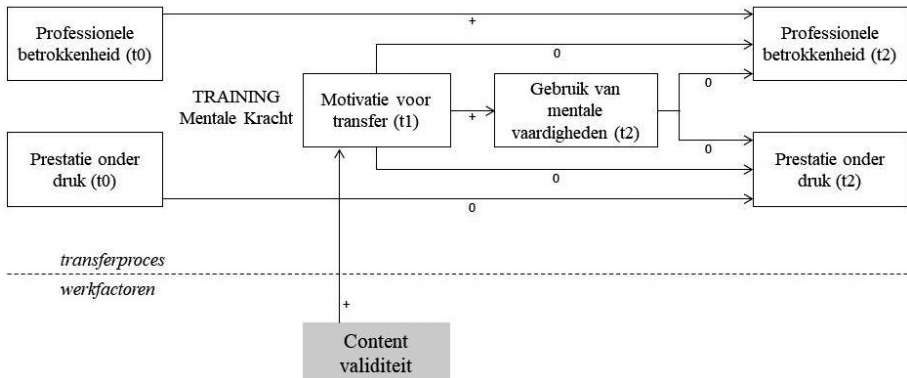 Professionele
betrokkenheid (t0)
+
Professionele
betrokkenheid (t2)
0
TRAINING
Mentale Kracht
Motivatie voor
transfer (t1)
+
Gebruik van
mentale
vaardigheden (t2)
0
0
Prestatie onder
druk (t0)
0
0
Prestatie onder
druk (t2)
transferproces
werkfactoren
+
Content
validiteit